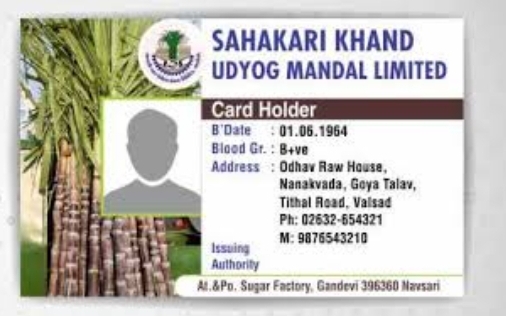 SAHAKARI KHAND
UDYOG MANDAL LIMITED
Card Holder
B'Date : 01.06.1964
Blood Gr. : B+ve
Address : Odhav Raw House,
Nanakvada, Goya Talav,
Tithal Road, Valsad
Ph: 02632-654321
M: 9876543210
Issuing
Authority
At.&Po. Sugar Factory, Gandevi 396360 Navsari